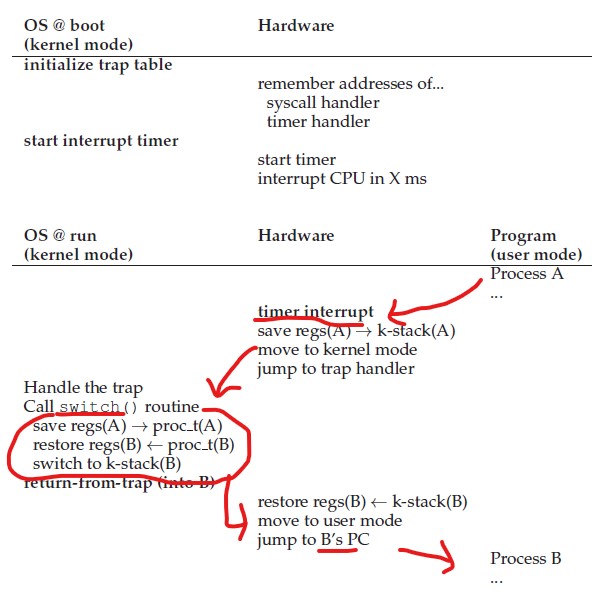 OS @ boot Hardware
(kernel mode)
initialize trap table
remember addresses of...
syscall handler
timer handler
start interrupt timer
start timer
interrupt CPU in X ms
OS @ run Hardware Program
(kernel mode) (user mode)
Process A
...
timer interrupt
save regs(A) → k-stack(A)
move to kernel mode
jump to trap handler
Handle the trap
Call switch() routine
save regs(A) → proc_t(A)
restore regs(B) ← proc_t(B)
switch to k-stack(B)
return-from-trap (into B)
restore regs(B) ← k-stack(B)
move to user mode
jump to B's PC
Process B
...